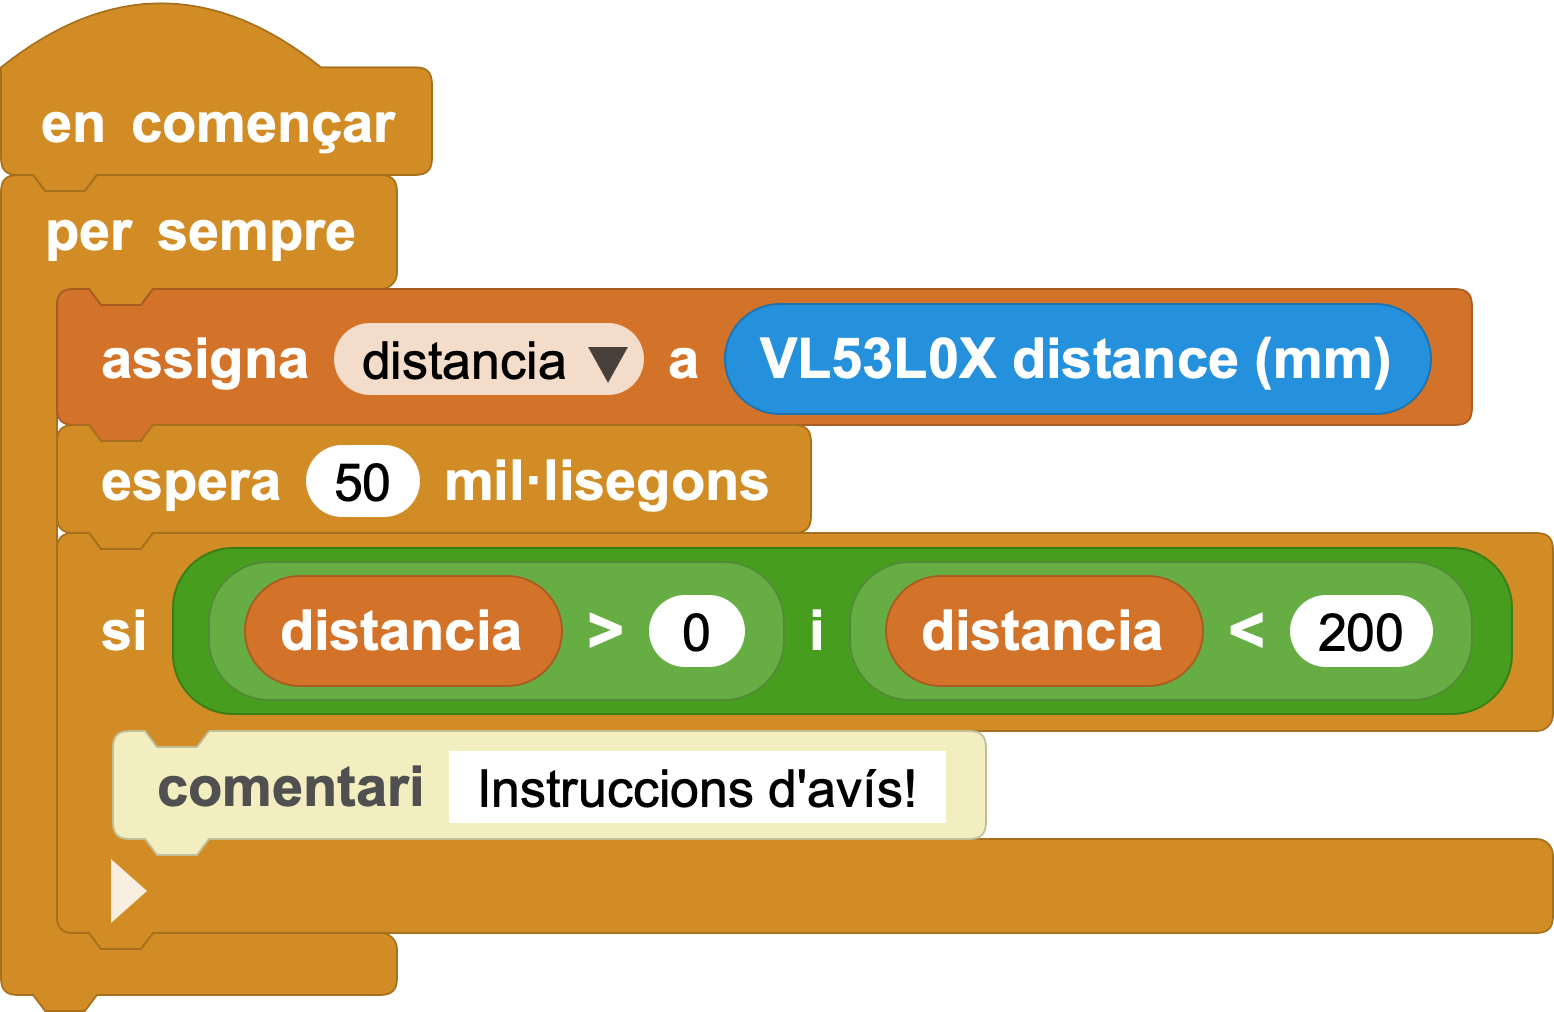 en començar
per sempre
assigna distancia a VL53L0X distance (mm)
espera 50 mil·lisegons
si distancia > 0 i distancia < 200
comentari Instruccions d'avís!